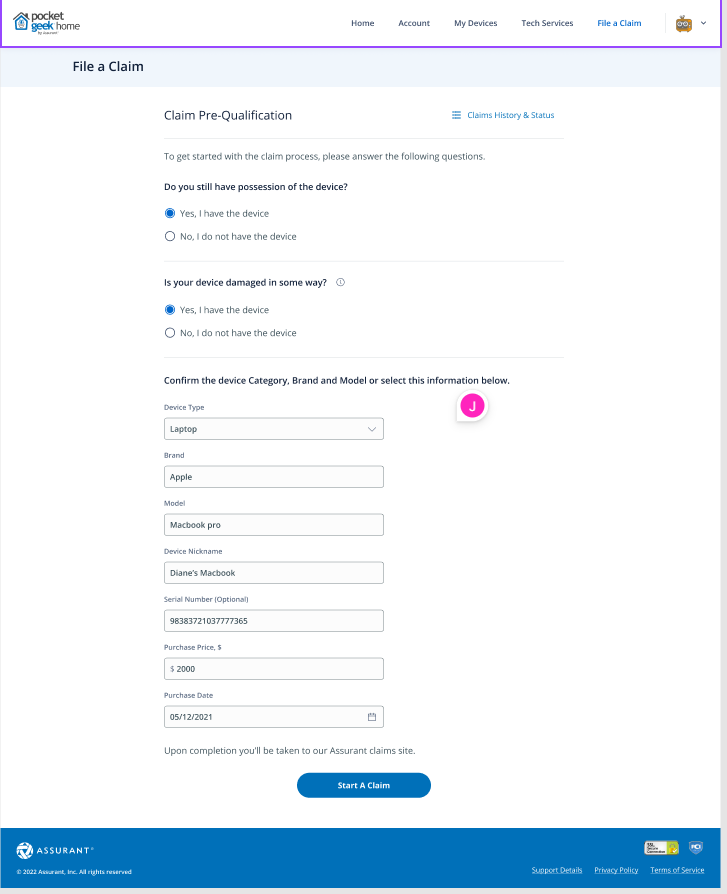 pocket
geek home
by Assurant
Home Account My Devices Tech Services File a Claim
File a Claim
Claim Pre-Qualification
Claims History & Status
To get started with the claim process, please answer the following questions.
Do you still have possession of the device?
Yes, I have the device
No, I do not have the device
Is your device damaged in some way?
Yes, I have the device
No, I do not have the device
Confirm the device Category, Brand and Model or select this information below.
J
Device Type
Laptop
Brand
Apple
Model
Macbook pro
Device Nickname
Diane's Macbook
Serial Number (Optional)
98383721037777365
Purchase Price, $
$ 2000
Purchase Date
05/12/2021
Upon completion you'll be taken to our Assurant claims site.
Start A Claim
ASSURANT®
SSL
Secure
Connection
PCI
© 2022 Assurant, Inc. All rights reserved
Support Details Privacy Policy Terms of Service